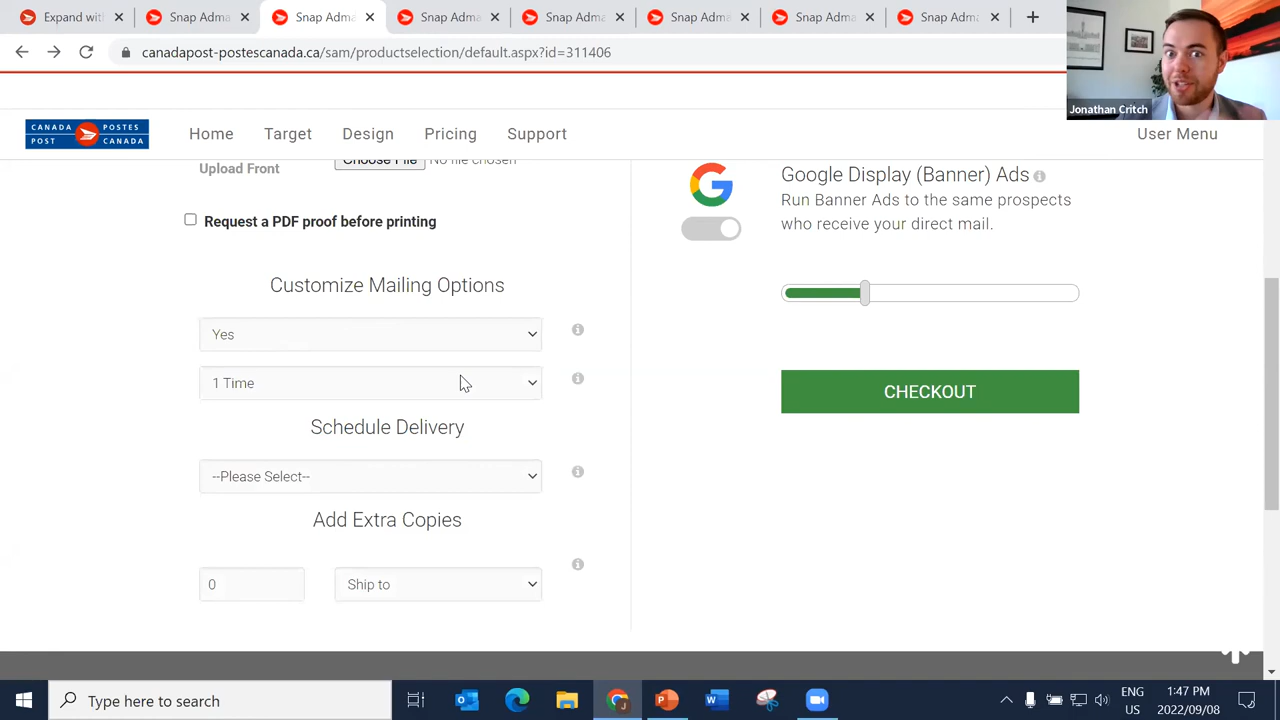 Expand with
Snap Adma
Snap Adma
Snap Adma
Snap Adma
Snap Adma
Snap Adma
Snap Adma
canadapost-postescanada.ca/sam/productselection/default.aspx?id=311406
Jonathan Critch
CANADA POSTES
POST CANADA
Home
Target
Design
Pricing
Support
User Menu
Upload Front
Choose File
No file chosen
Request a PDF proof before printing
Customize Mailing Options
Yes
1 Time
Schedule Delivery
--Please Select--
Add Extra Copies
0
Ship to
Google Display (Banner) Ads
Run Banner Ads to the same prospects
who receive your direct mail.
CHECKOUT
Type here to search
ENG
US
1:47 PM
2022/09/08